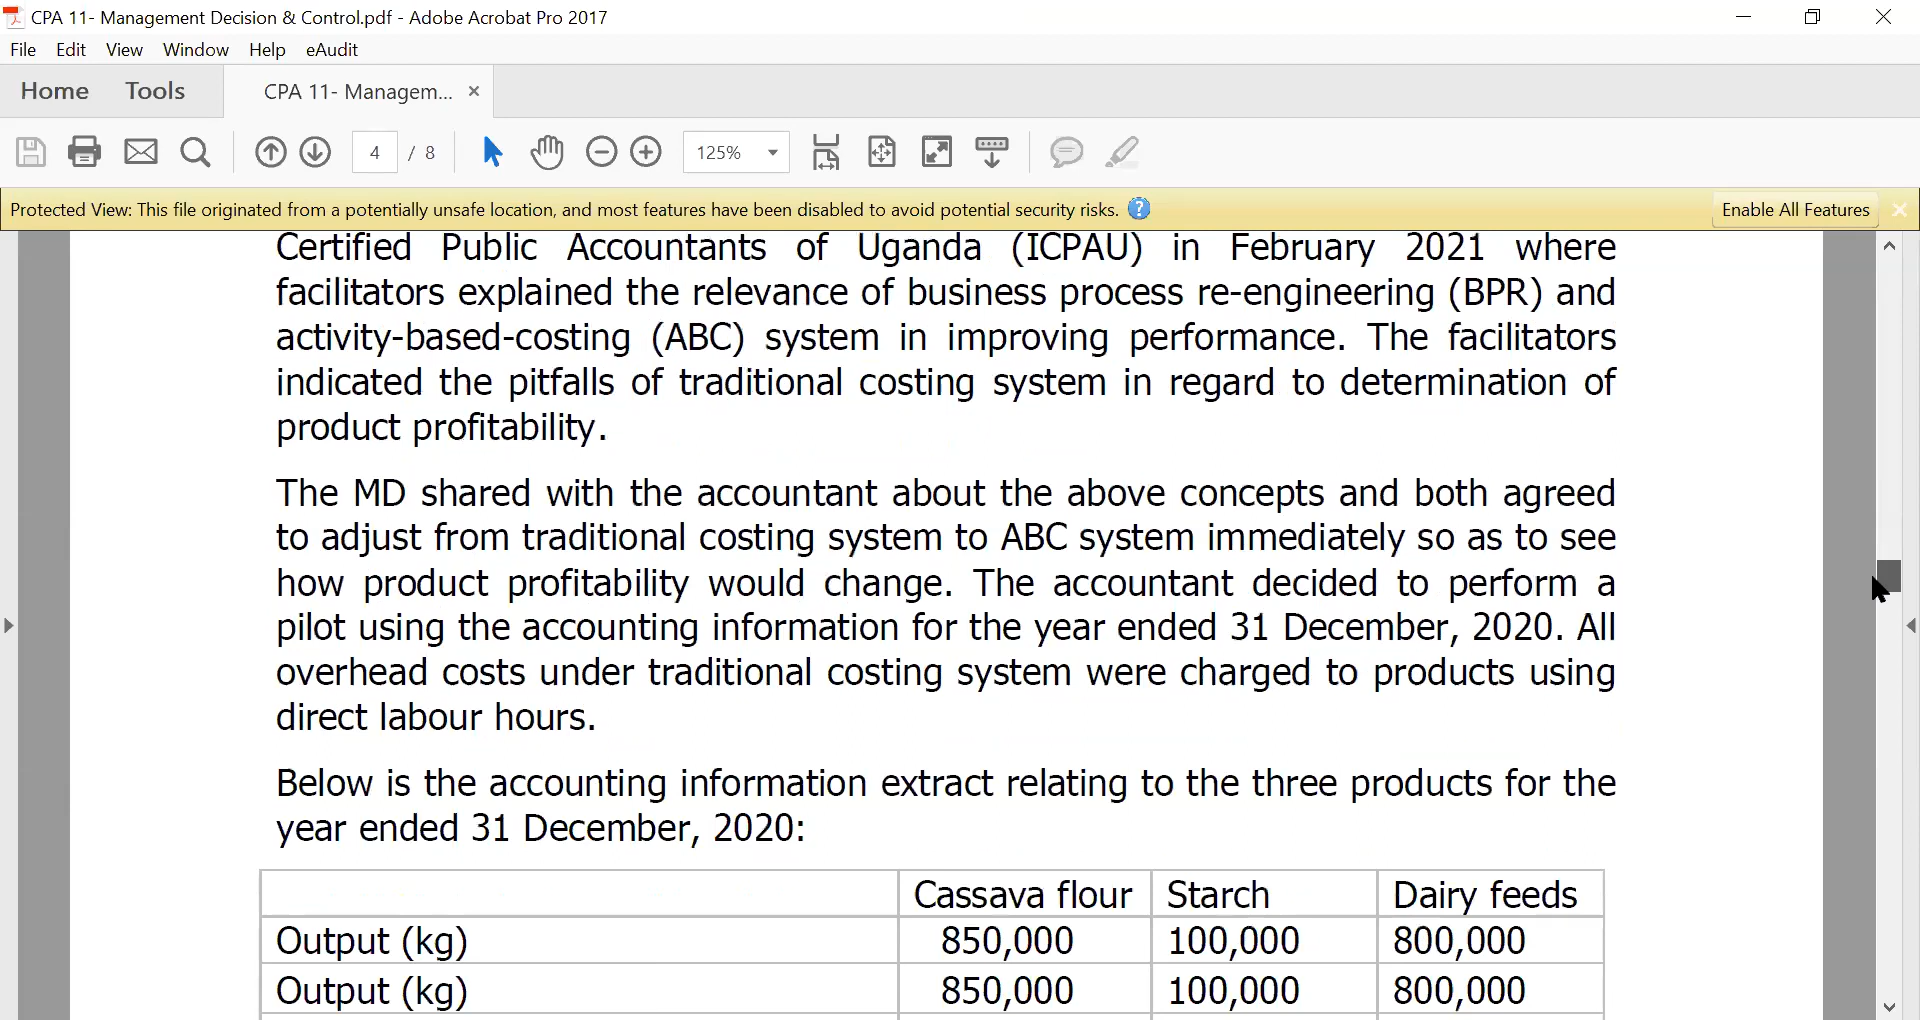 CPA 11- Management Decision & Control.pdf - Adobe Acrobat Pro 2017
File Edit View Window Help eAudit
Home Tools CPA 11- Managem... ×
4 / 8 125%
Protected View: This file originated from a potentially unsafe location, and most features have been disabled to avoid potential security risks. ? Enable All Features
Certified Public Accountants of Uganda (ICPAU) in February 2021 where
facilitators explained the relevance of business process re-engineering (BPR) and
activity-based-costing (ABC) system in improving performance. The facilitators
indicated the pitfalls of traditional costing system in regard to determination of
product profitability.
The MD shared with the accountant about the above concepts and both agreed
to adjust from traditional costing system to ABC system immediately so as to see
how product profitability would change. The accountant decided to perform a
pilot using the accounting information for the year ended 31 December, 2020. All
overhead costs under traditional costing system were charged to products using
direct labour hours.
Below is the accounting information extract relating to the three products for the
year ended 31 December, 2020:
Cassava flour Starch Dairy feeds
Output (kg) 850,000 100,000 800,000
Output (kg) 850,000 100,000 800,000